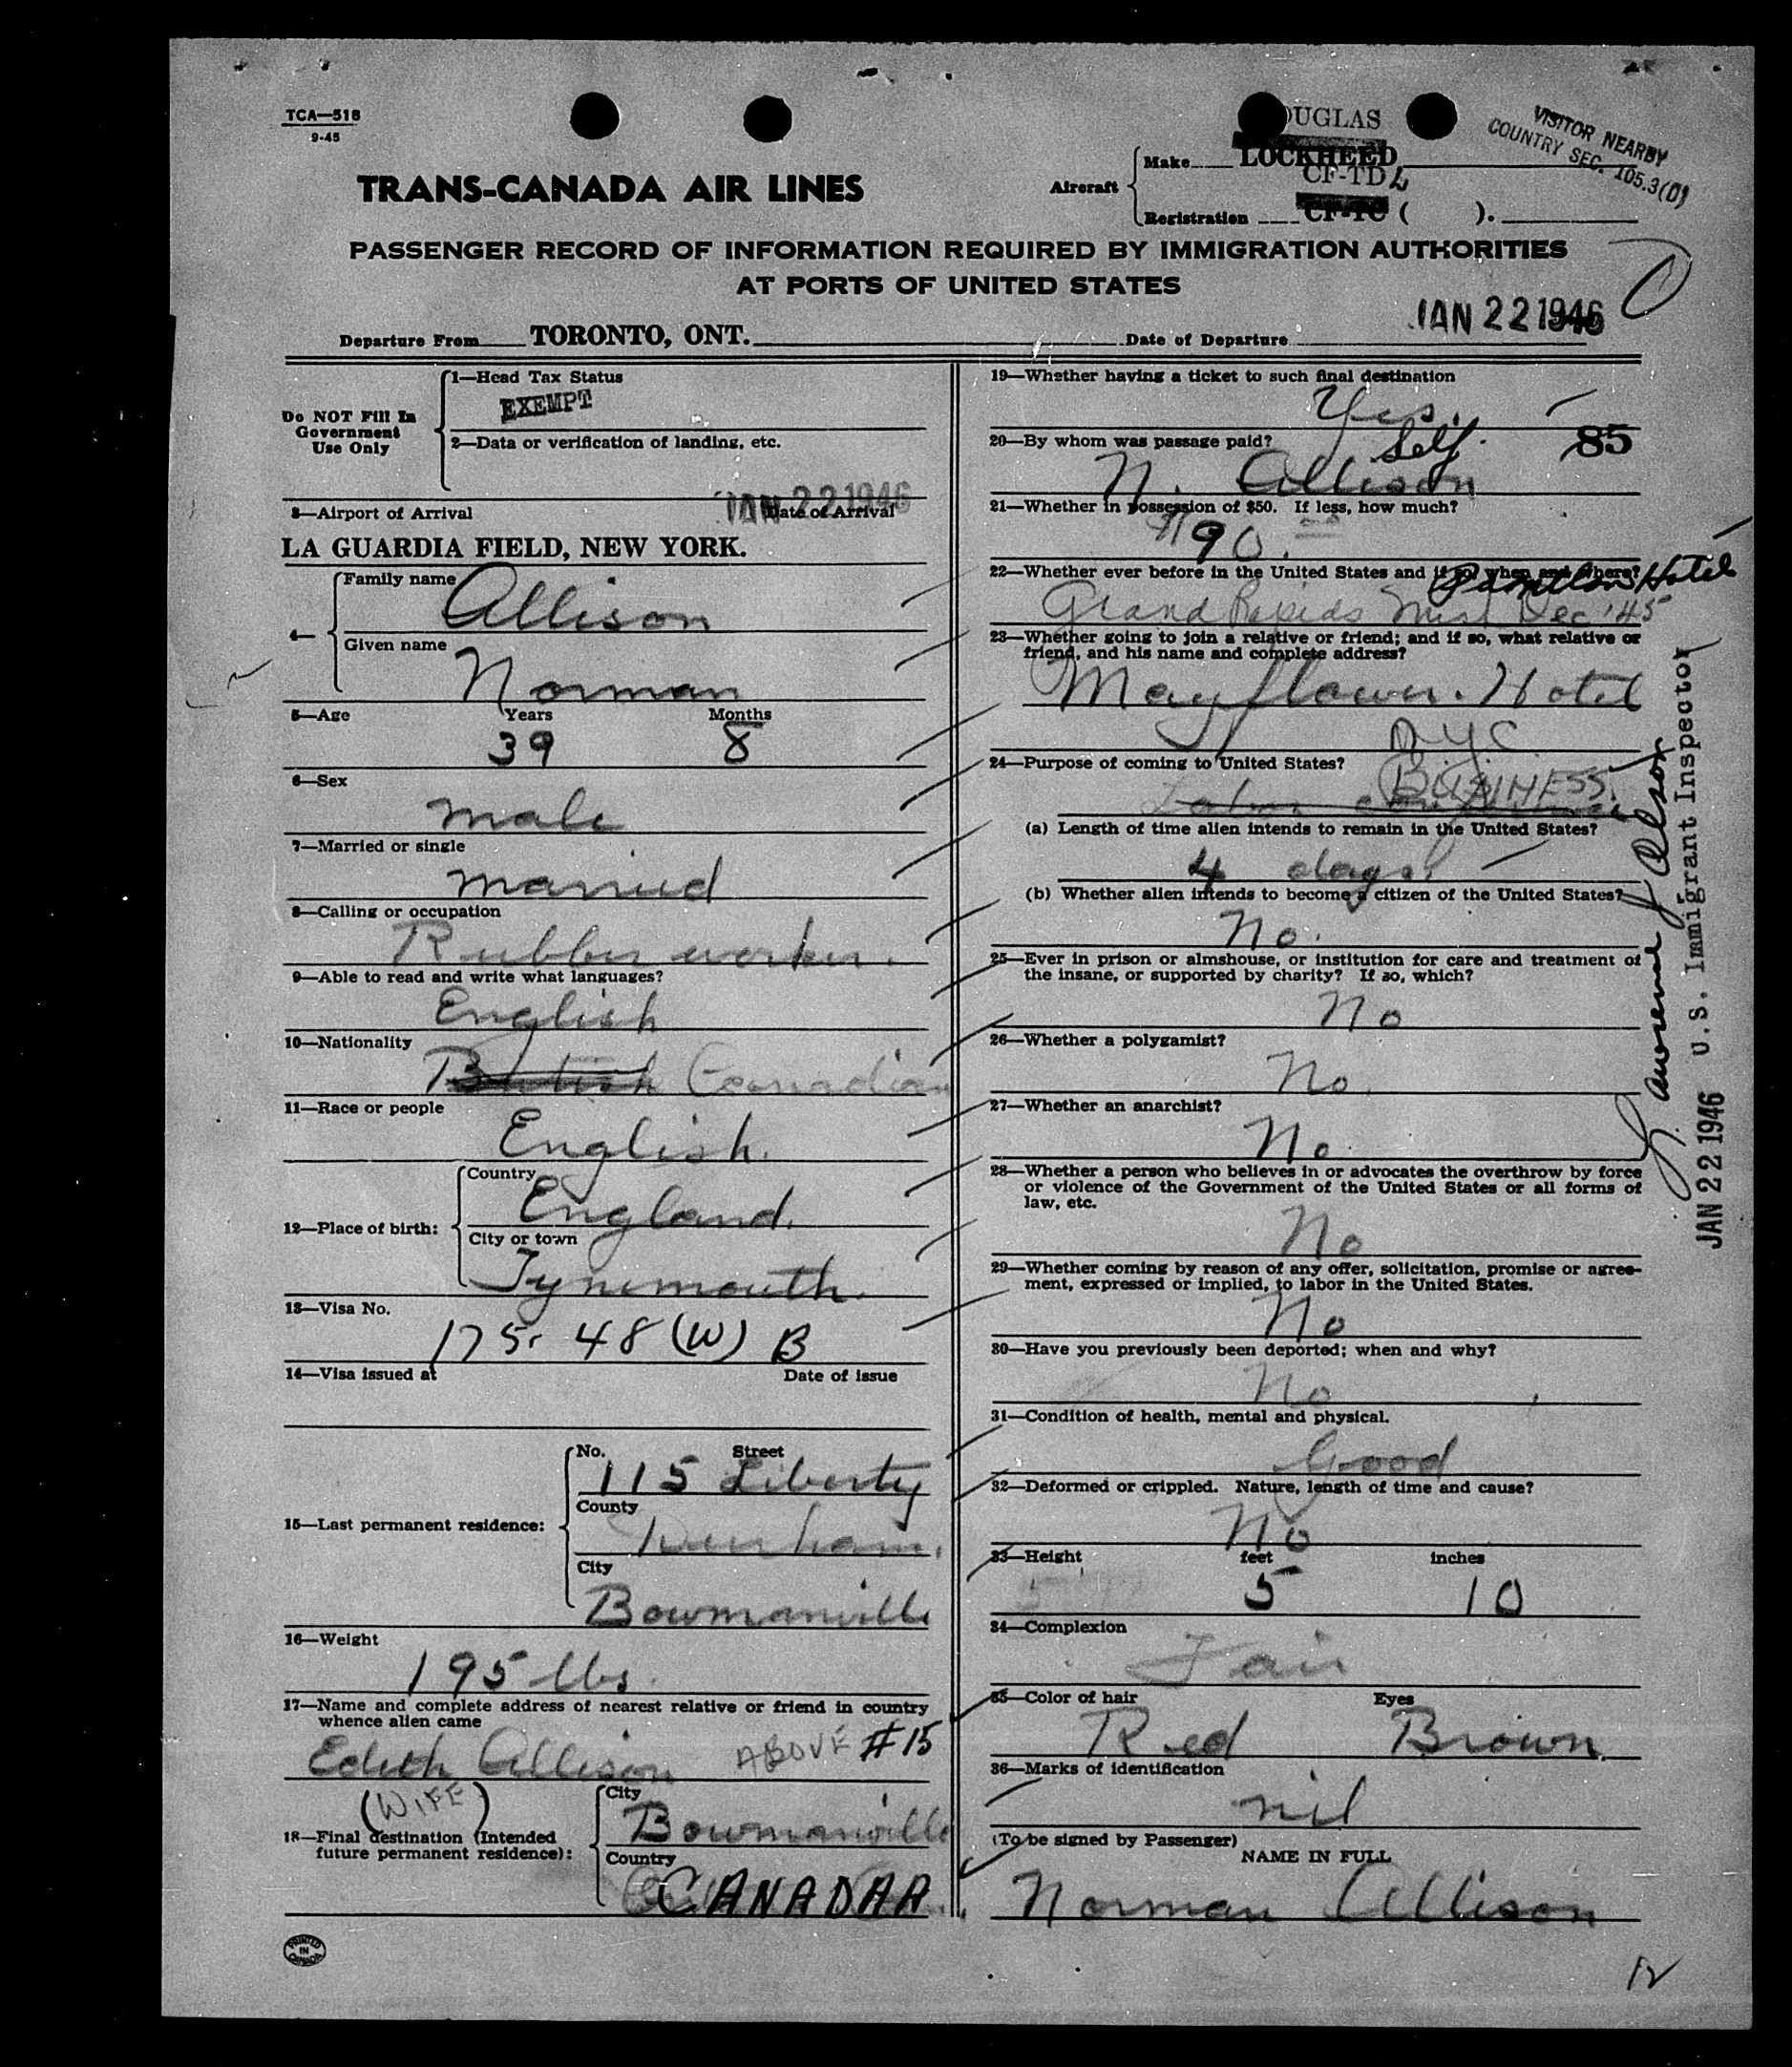 TCA—518
9-45
DOUGLAS
VISITOR NEARBY
COUNTRY SEC. 105.3(D)
TRANS-CANADA AIR LINES
Aircraft
Make LOCKHEED
CF-TDL
Registration CF-TC ( ).
PASSENGER RECORD OF INFORMATION REQUIRED BY IMMIGRATION AUTHORITIES
AT PORTS OF UNITED STATES
Departure From TORONTO, ONT. Date of Departure JAN 22 1946
Do NOT Fill In
Government
Use Only
1—Head Tax Status
EXEMPT
2—Data or verification of landing, etc.
3—Airport of Arrival Date of Arrival JAN 22 1946
LA GUARDIA FIELD, NEW YORK.
4—
Family name
Allison
Given name
Norman
5—Age Years Months
39 8
6—Sex
male
7—Married or single
married
8—Calling or occupation
Rubber worker.
9—Able to read and write what languages?
English
10—Nationality
British Canadian
11—Race or people
English.
12—Place of birth:
Country
England.
City or town
Tynemouth.
13—Visa No.
175. 48 (W) B
14—Visa issued at Date of issue
15—Last permanent residence:
No. Street
115 Liberty
County
Durham.
City
Bowmanville
16—Weight
195 lbs.
17—Name and complete address of nearest relative or friend in country
whence alien came
Edith Allison ABOVE #15
(WIFE)
18—Final destination (Intended
future permanent residence):
City
Bowmanville
Country
CANADA
PRINTED
IN
CANADA
19—Whether having a ticket to such final destination
Yes.
20—By whom was passage paid? Self. 85
N. Allison
21—Whether in possession of $50. If less, how much?
90.
22—Whether ever before in the United States and if so, when and where?
Hotel
Grand Rapids Dec '45
23—Whether going to join a relative or friend; and if so, what relative or
friend, and his name and complete address?
Mayflower. Hotel
NYC
24—Purpose of coming to United States?
BUSINESS.
(a) Length of time alien intends to remain in the United States?
4 days.
(b) Whether alien intends to become a citizen of the United States?
No.
25—Ever in prison or almshouse, or institution for care and treatment of
the insane, or supported by charity? If so, which?
No
26—Whether a polygamist?
No.
27—Whether an anarchist?
No.
28—Whether a person who believes in or advocates the overthrow by force
or violence of the Government of the United States or all forms of
law, etc.
No
29—Whether coming by reason of any offer, solicitation, promise or agree-
ment, expressed or implied, to labor in the United States.
No
30—Have you previously been deported; when and why?
No
31—Condition of health, mental and physical.
Good
32—Deformed or crippled. Nature, length of time and cause?
No
33—Height feet inches
5 10
34—Complexion
Fair
35—Color of hair Eyes
Red Brown
36—Marks of identification
nil
(To be signed by Passenger)
NAME IN FULL
Norman Allison
JAN 22 1946 U.S. Immigrant Inspector